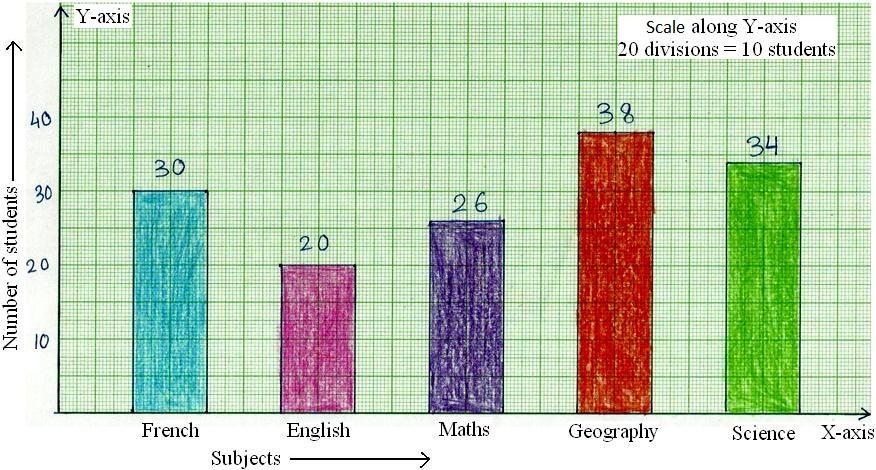 Y-axis
Scale along Y-axis
20 divisions = 10 students
Number of students
40
30
20
10
30
20
26
38
34
French English Maths Geography Science X-axis
Subjects